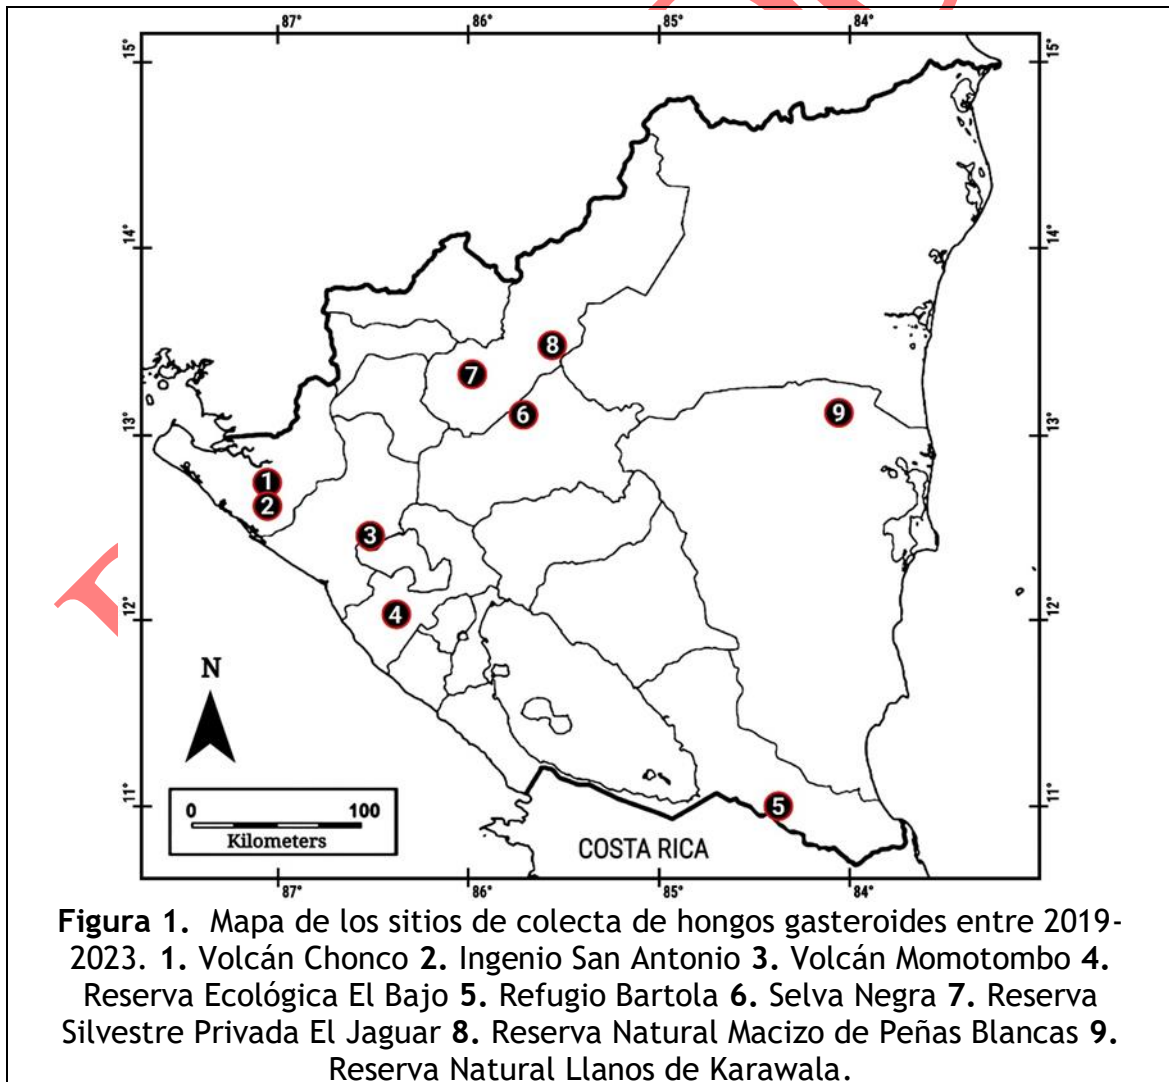 87° 86° 85° 84°
15° 15°
14° 14°
8
7
6 9
13° 13°
1
2
3
4
12° 12°
N
11° 5 11°
0 100
Kilometers
COSTA RICA
87° 86° 85° 84°
Figura 1. Mapa de los sitios de colecta de hongos gasteroides entre 2019-
2023. 1. Volcán Chonco 2. Ingenio San Antonio 3. Volcán Momotombo 4.
Reserva Ecológica El Bajo 5. Refugio Bartola 6. Selva Negra 7. Reserva
Silvestre Privada El Jaguar 8. Reserva Natural Macizo de Peñas Blancas 9.
Reserva Natural Llanos de Karawala.